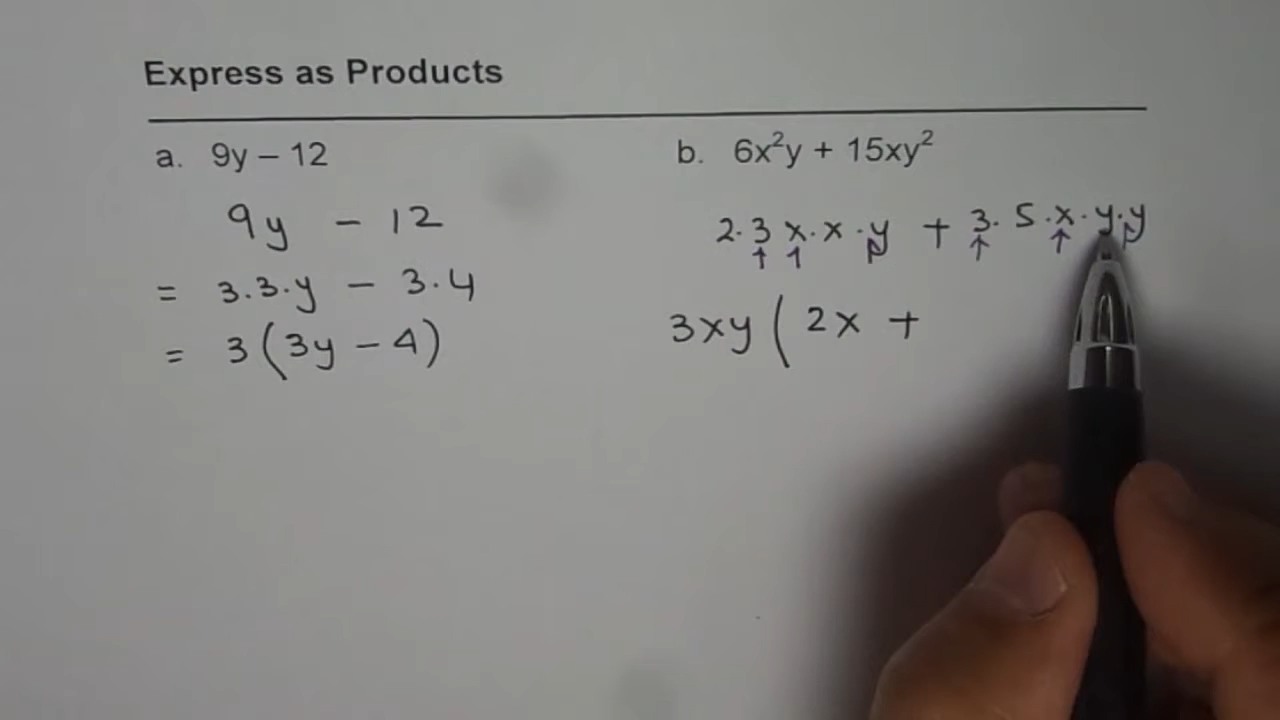 Express as Products
a. 9y – 12
9y - 12
= 3.3.y - 3.4
= 3(3y - 4)
b. 6x²y + 15xy²
2.3 x.x.y + 3.5.x.y.y
3xy ( 2x +